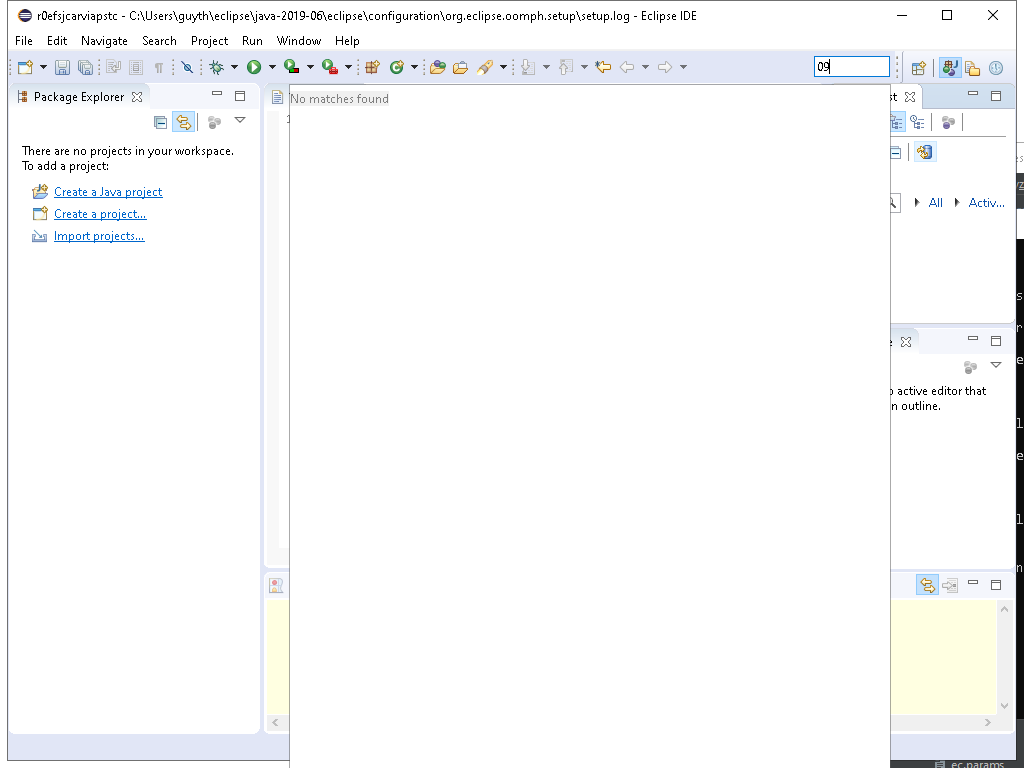 r0efsjcarviapstc - C:\Users\guyth\eclipse\java-2019-06\eclipse\configuration\org.eclipse.oomph.setup\setup.log - Eclipse IDE
File Edit Navigate Search Project Run Window Help
09
Package Explorer
No matches found
st
1
There are no projects in your workspace.
To add a project:
Create a Java project
All Activ...
Create a project...
Import projects...
active editor that
n outline.
ec.params